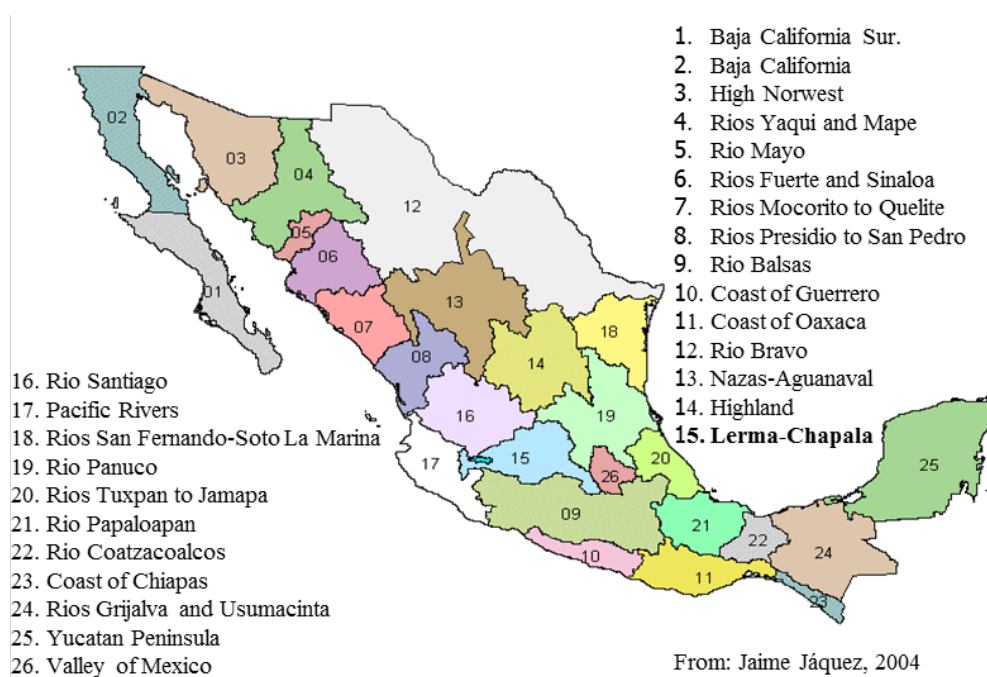 1. Baja California Sur.
2. Baja California
3. High Norwest
4. Rios Yaqui and Mape
5. Rio Mayo
6. Rios Fuerte and Sinaloa
7. Rios Mocorito to Quelite
8. Rios Presidio to San Pedro
9. Rio Balsas
10. Coast of Guerrero
11. Coast of Oaxaca
12. Rio Bravo
13. Nazas-Aguanaval
14. Highland
15. Lerma-Chapala
16. Rio Santiago
17. Pacific Rivers
18. Rios San Fernando-Soto La Marina
19. Rio Panuco
20. Rios Tuxpan to Jamapa
21. Rio Papaloapan
22. Rio Coatzacoalcos
23. Coast of Chiapas
24. Rios Grijalva and Usumacinta
25. Yucatan Peninsula
26. Valley of Mexico
02
03
04
12
05
06
01
13
07
18
08
14
16
19
17
15
20
26
25
09
21
22
24
10
11
23
From: Jaime Jáquez, 2004